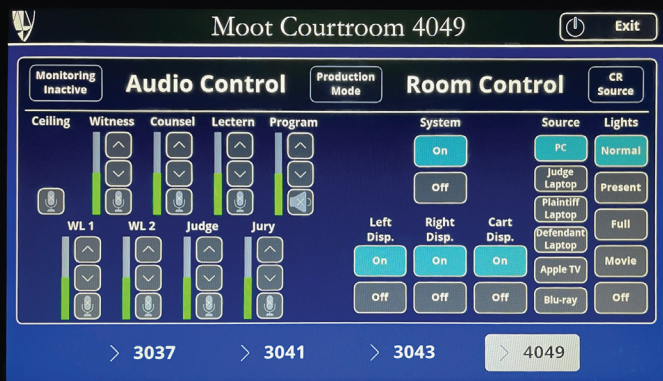 Moot Courtroom 4049
Exit
Monitoring
Inactive
Audio Control
Production
Mode
Room Control
CR
Source
Ceiling
Witness
Counsel
Lectern
Program
System
Source
Lights
On
Off
PC
Judge
Laptop
Plaintiff
Laptop
Defendant
Laptop
Apple TV
Blu-ray
Normal
Present
Full
Movie
Off
WL 1
WL 2
Judge
Jury
Left
Disp.
Right
Disp.
Cart
Disp.
On
On
On
Off
Off
Off
3037
3041
3043
4049